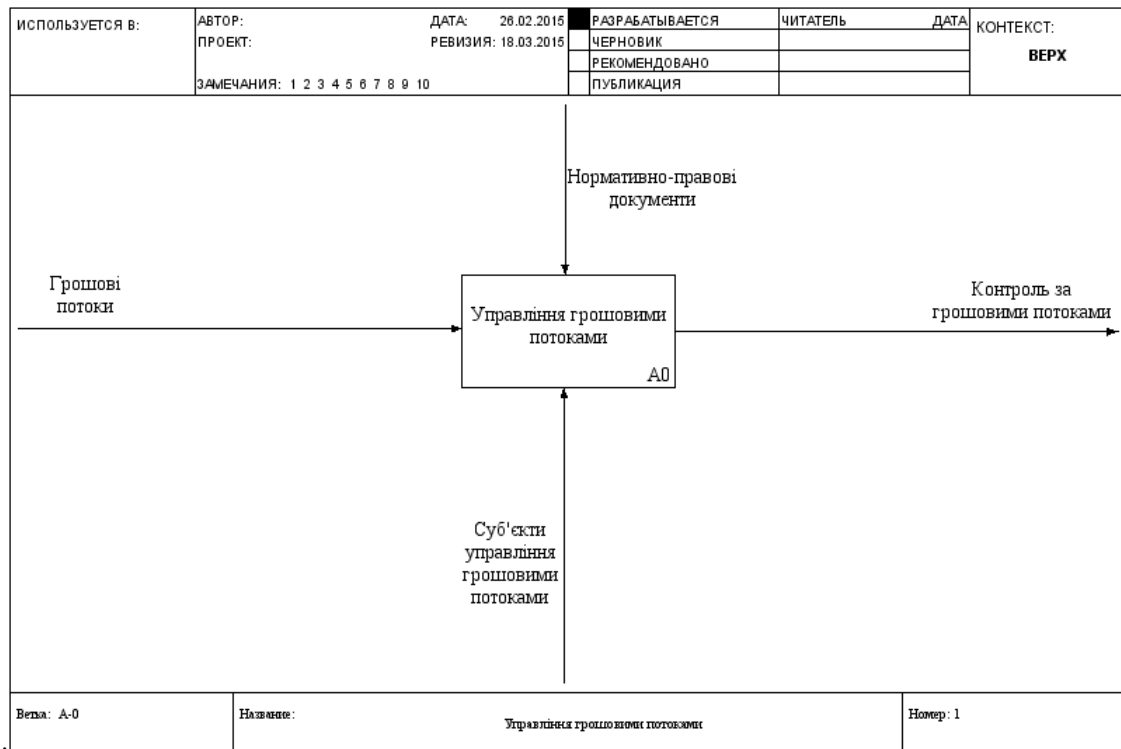 ИСПОЛЬЗУЕТСЯ В:
АВТОР:
ДАТА: 26.02.2015
ПРОЕКТ:
РЕВИЗИЯ: 18.03.2015
ЗАМЕЧАНИЯ: 1 2 3 4 5 6 7 8 9 10
РАЗРАБАТЫВАЕТСЯ
ЧЕРНОВИК
РЕКОМЕНДОВАНО
ПУБЛИКАЦИЯ
ЧИТАТЕЛЬ
ДАТА
КОНТЕКСТ:
ВЕРХ
Нормативно-правові
документи
Грошові
потоки
Управління грошовими
потоками
A0
Контроль за
грошовими потоками
Суб'єкти
управління
грошовими
потоками
Ветка: A-0
Название:
Управління грошовими потоками
Номер: 1